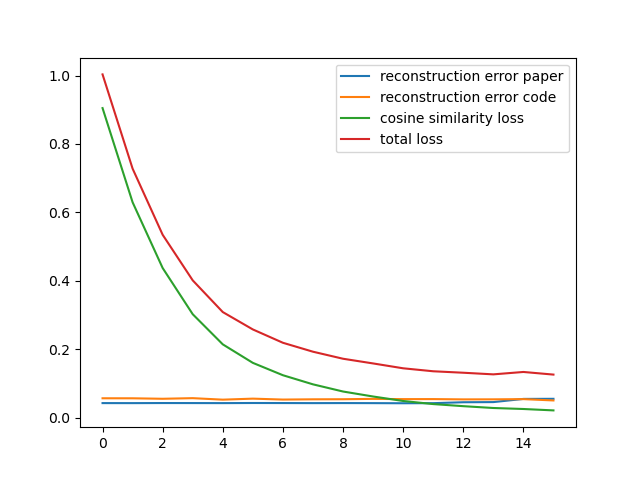 reconstruction error paper
reconstruction error code
cosine similarity loss
total loss
1.0
0.8
0.6
0.4
0.2
0.0
0 2 4 6 8 10 12 14